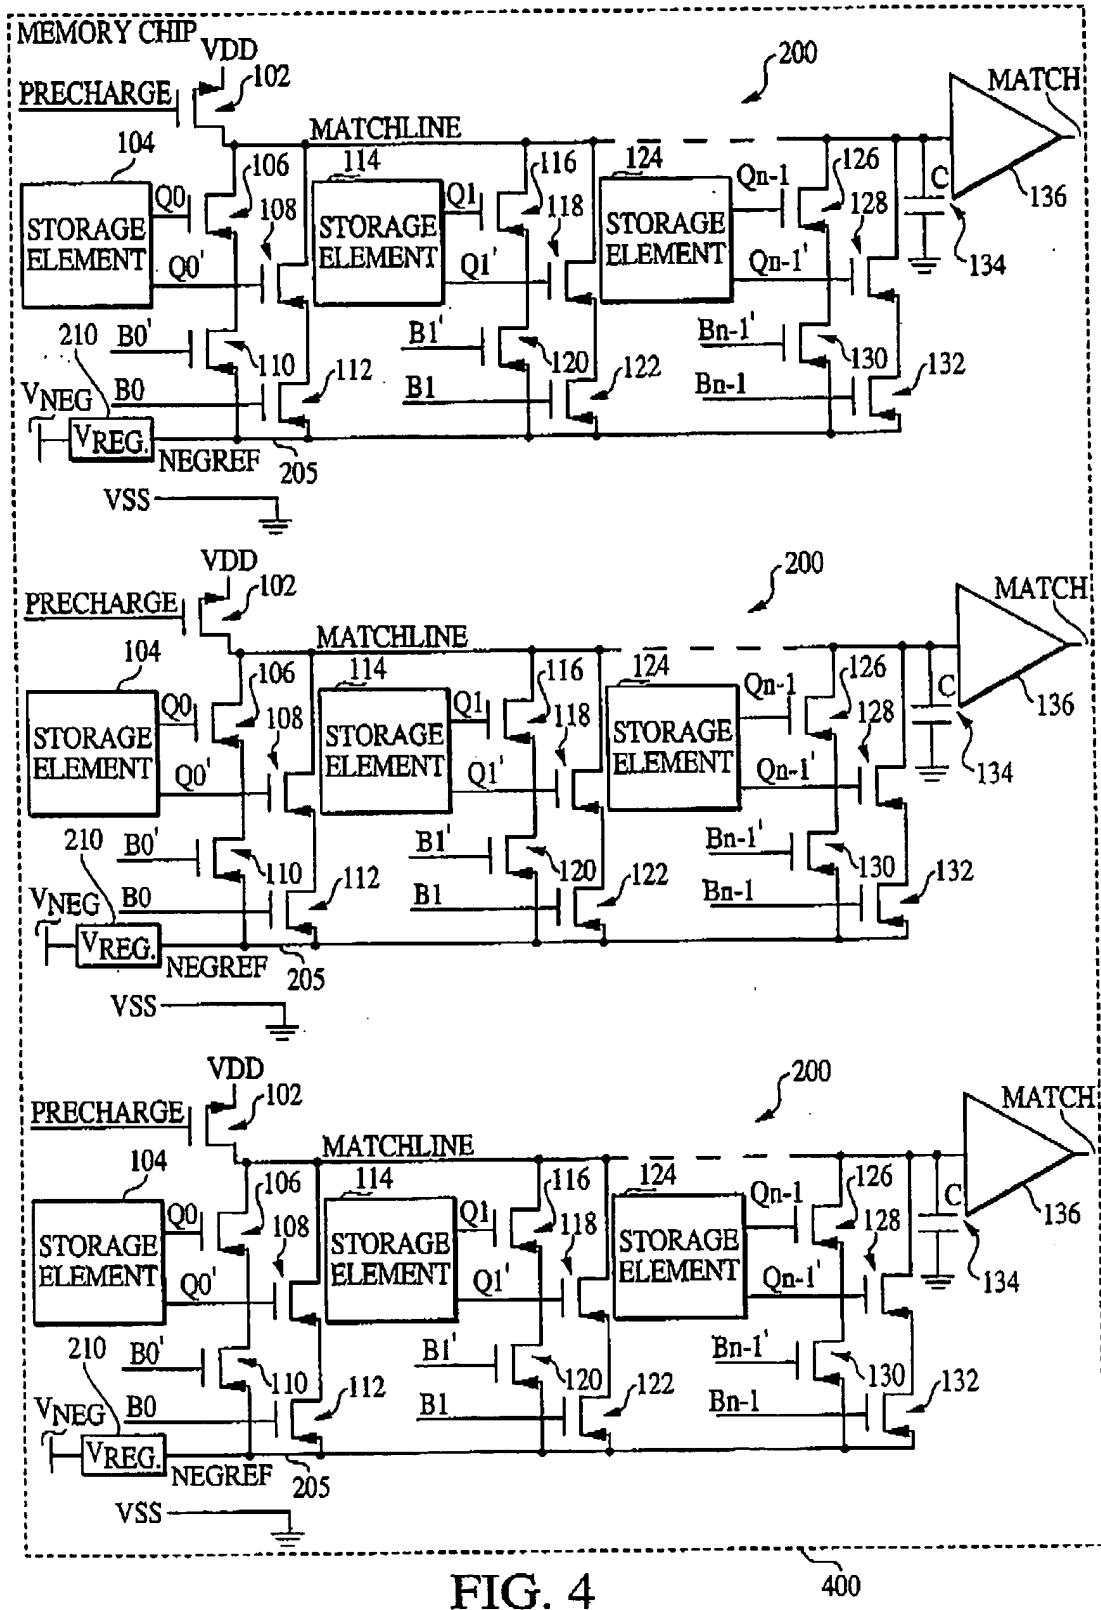 MEMORY CHIP
VDD
200
MATCH
PRECHARGE
102
MATCHLINE
104
106
114
116
124
126
C
136
Q0
108
Q1
118
Qn-1
128
STORAGE ELEMENT
STORAGE ELEMENT
STORAGE ELEMENT
134
Q0'
Q1'
Qn-1'
210
B0'
110
B1'
120
Bn-1'
130
VNEG
B0
112
B1
122
Bn-1
132
VREG.
NEGREF
205
VSS
VDD
200
MATCH
PRECHARGE
102
MATCHLINE
104
106
114
116
124
126
C
136
Q0
108
Q1
118
Qn-1
128
STORAGE ELEMENT
STORAGE ELEMENT
STORAGE ELEMENT
134
Q0'
Q1'
Qn-1'
210
B0'
110
B1'
120
Bn-1'
130
VNEG
B0
112
B1
122
Bn-1
132
VREG.
NEGREF
205
VSS
VDD
200
MATCH
PRECHARGE
102
MATCHLINE
104
106
114
116
124
126
C
136
Q0
108
Q1
118
Qn-1
128
STORAGE ELEMENT
STORAGE ELEMENT
STORAGE ELEMENT
134
Q0'
Q1'
Qn-1'
210
B0'
110
B1'
120
Bn-1'
130
VNEG
B0
112
B1
122
Bn-1
132
VREG.
NEGREF
205
VSS
400
FIG. 4